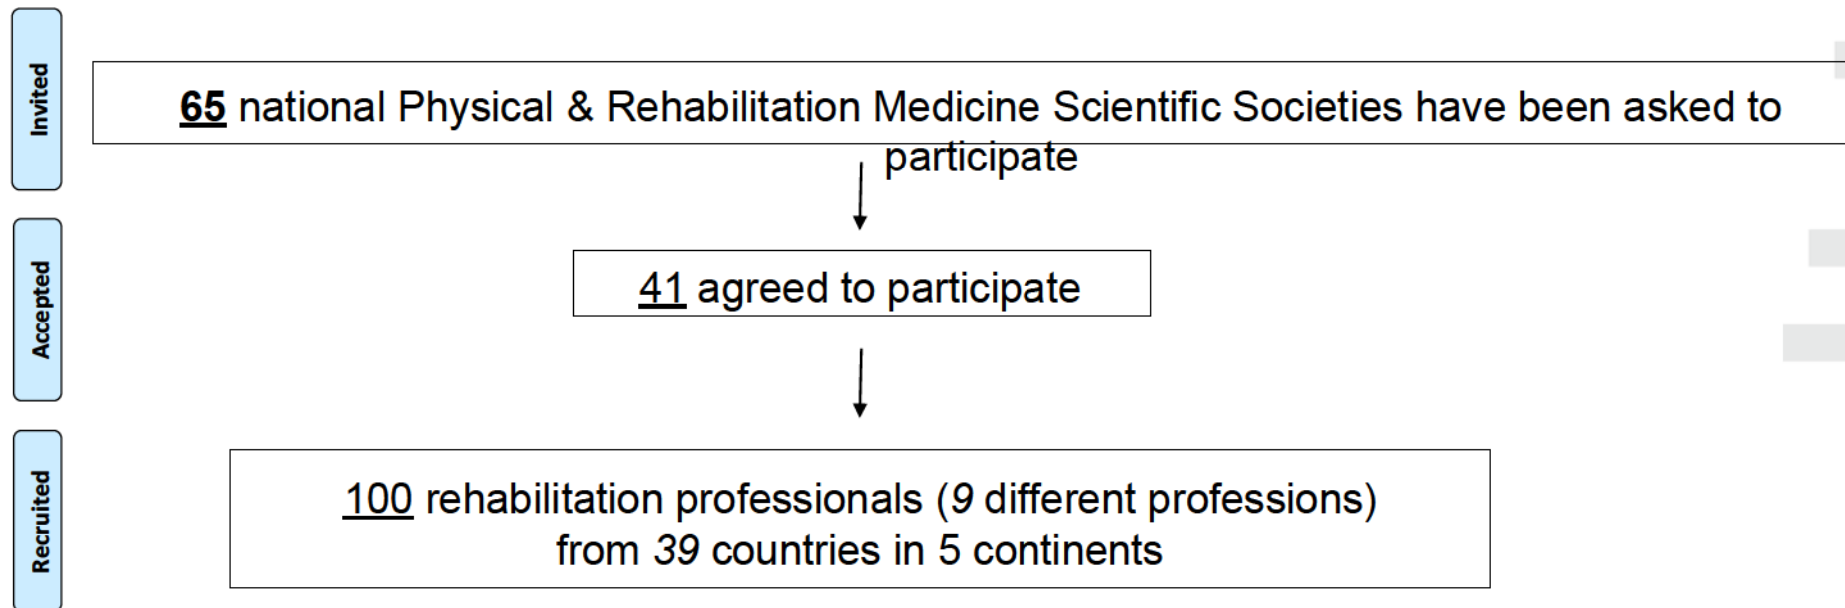 Invited
65 national Physical & Rehabilitation Medicine Scientific Societies have been asked to
participate
Accepted
41 agreed to participate
Recruited
100 rehabilitation professionals (9 different professions)
from 39 countries in 5 continents